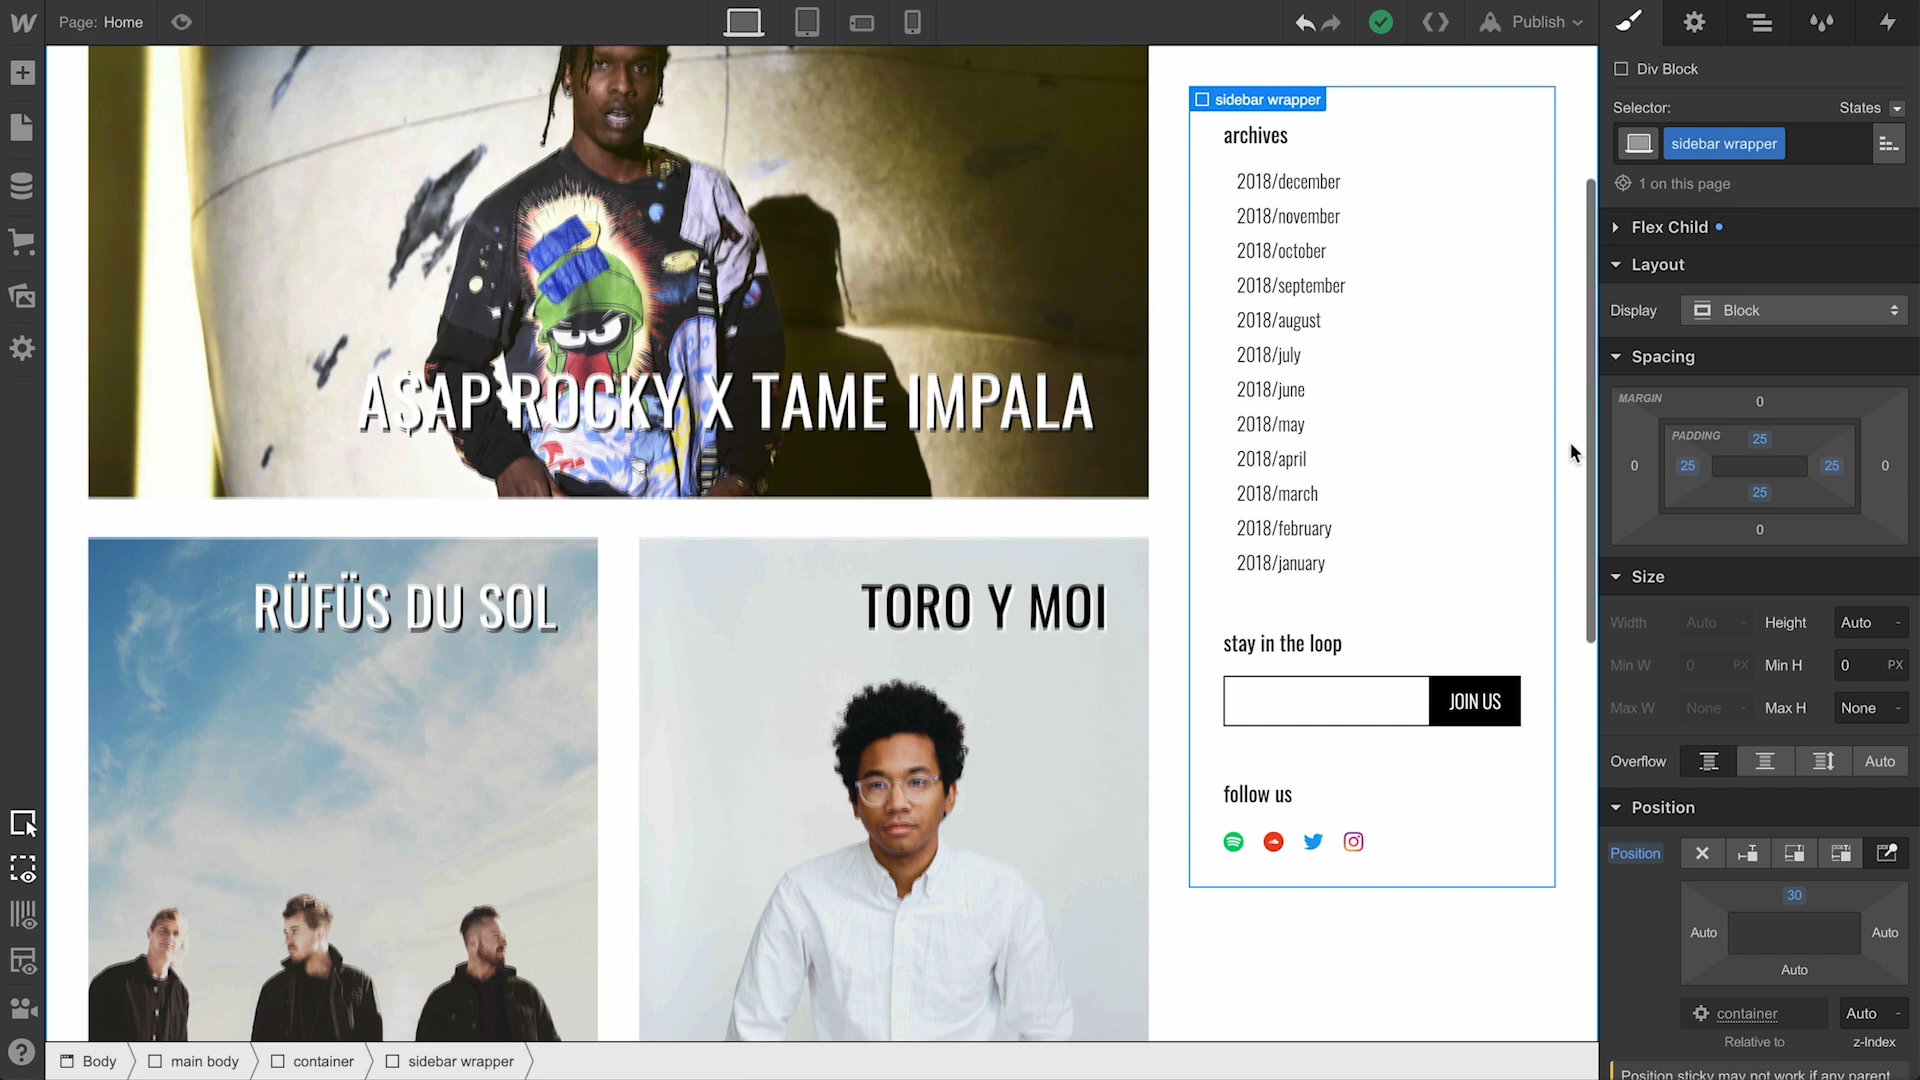 Page: Home
Publish
A$AP ROCKY X TAME IMPALA
RÜFÜS DU SOL
TORO Y MOI
sidebar wrapper
archives
2018/december
2018/november
2018/october
2018/september
2018/august
2018/july
2018/june
2018/may
2018/april
2018/march
2018/february
2018/january
stay in the loop
JOIN US
follow us
Body
main body
container
sidebar wrapper
Div Block
Selector: States
sidebar wrapper
1 on this page
Flex Child
Layout
Display Block
Spacing
MARGIN 0
PADDING 25
0 25 25 0
25
0
Size
Width Auto - Height Auto -
Min W 0 PX Min H 0 PX
Max W None - Max H None -
Overflow Auto
Position
Position
30
Auto Auto
Auto
container Auto -
Relative to z-Index
Position sticky may not work if any parent